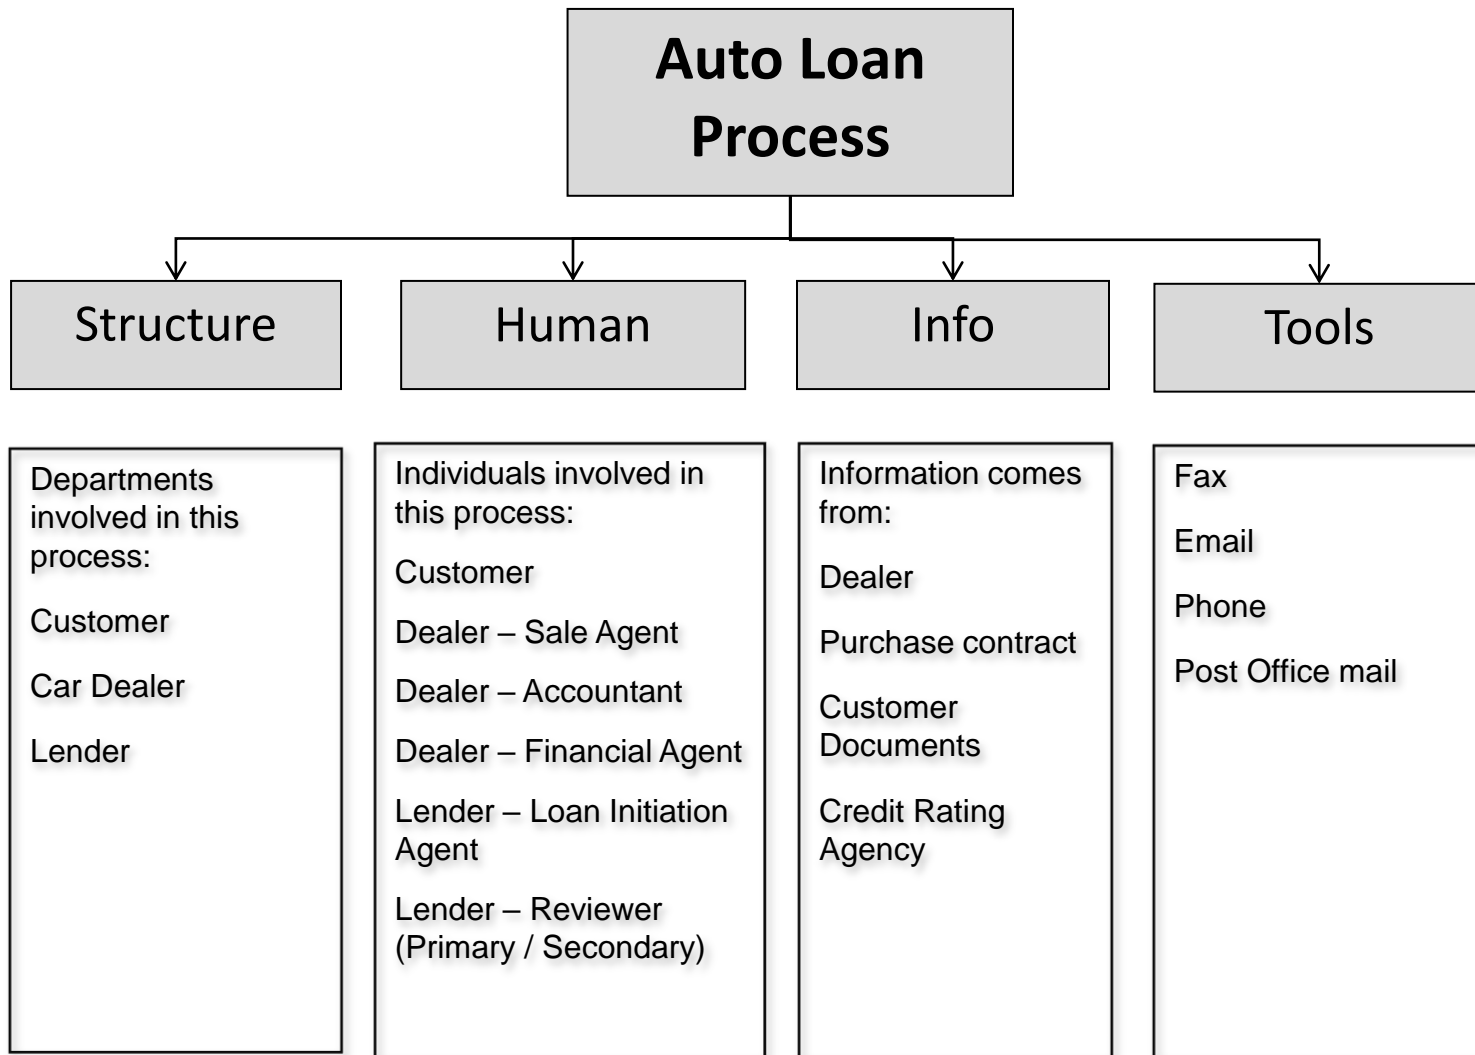 Auto Loan
Process
Structure
Human
Info
Tools
Departments
involved in this
process:
Customer
Car Dealer
Lender
Individuals involved in
this process:
Customer
Dealer – Sale Agent
Dealer – Accountant
Dealer – Financial Agent
Lender – Loan Initiation
Agent
Lender – Reviewer
(Primary / Secondary)
Information comes
from:
Dealer
Purchase contract
Customer
Documents
Credit Rating
Agency
Fax
Email
Phone
Post Office mail